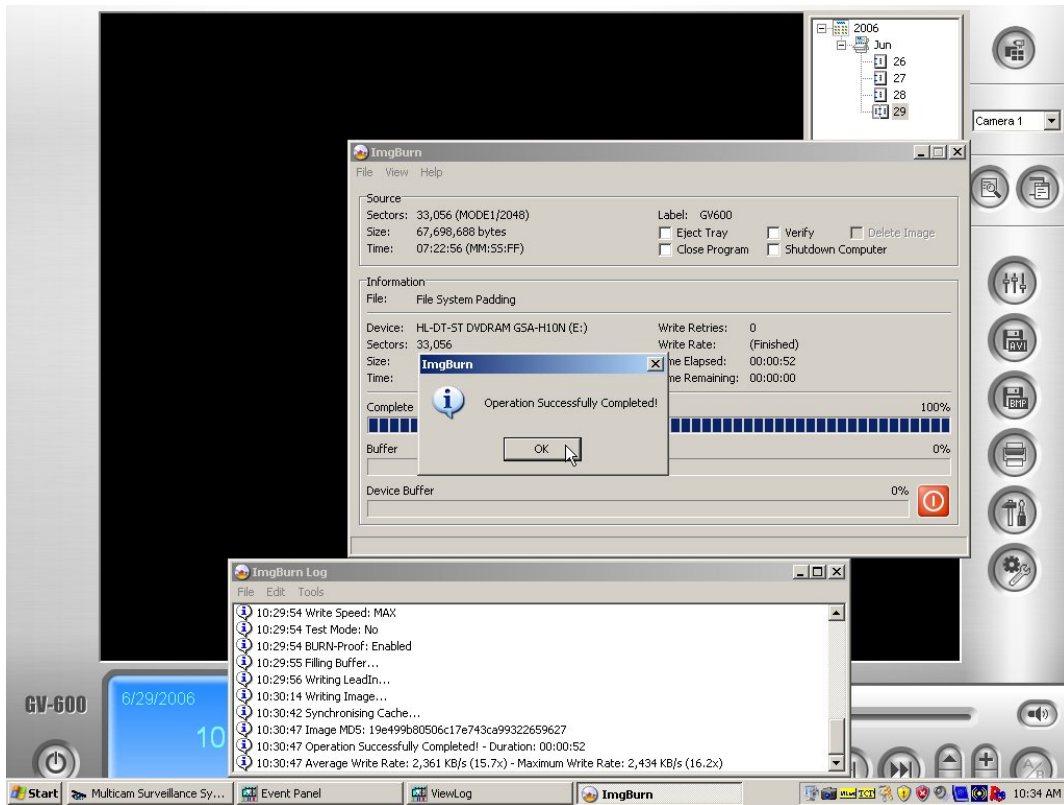 2006
Jun
26
27
28
29
Camera 1
ImgBurn
File View Help
Source
Sectors: 33,056 (MODE1/2048)
Size: 67,698,688 bytes
Time: 07:22:56 (MM:SS:FF)
Label: GV600
Eject Tray
Verify
Delete Image
Close Program
Shutdown Computer
Information
File: File System Padding
Device: HL-DT-ST DVDRAM GSA-H10N (E:)
Sectors: 33,056
Size:
Time:
Write Retries: 0
Write Rate: (Finished)
me Elapsed: 00:00:52
me Remaining: 00:00:00
ImgBurn
Operation Successfully Completed!
OK
Complete
100%
Buffer
0%
Device Buffer
0%
AVI
BMP
ImgBurn Log
File Edit Tools
10:29:54 Write Speed: MAX
10:29:54 Test Mode: No
10:29:54 BURN-Proof: Enabled
10:29:55 Filling Buffer...
10:29:56 Writing LeadIn...
10:30:14 Writing Image...
10:30:42 Synchronising Cache...
10:30:47 Image MD5: 19e499b80506c17e743ca99322659627
10:30:47 Operation Successfully Completed! - Duration: 00:00:52
10:30:47 Average Write Rate: 2,361 KB/s (15.7x) - Maximum Write Rate: 2,434 KB/s (16.2x)
GV-600
6/29/2006
10
A/B
Start
Multicam Surveillance Sy...
Event Panel
ViewLog
ImgBurn
10:34 AM